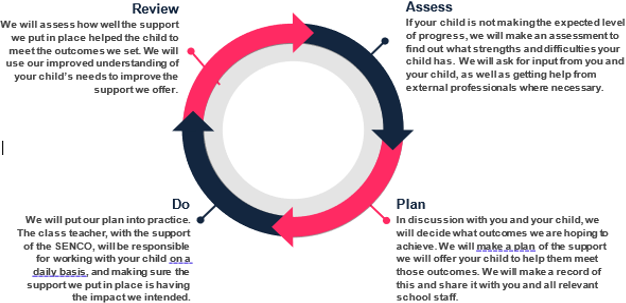 Review
We will assess how well the support
we put in place helped the child to
meet the outcomes we set. We will
use our improved understanding of
your child's needs to improve the
support we offer.
Assess
If your child is not making the expected level
of progress, we will make an assessment to
find out what strengths and difficulties your
child has. We will ask for input from you and
your child, as well as getting help from
external professionals where necessary.
Do
We will put our plan into practice.
The class teacher, with the support
of the SENCO, will be responsible
for working with your child on a
daily basis, and making sure the
support we put in place is having
the impact we intended.
Plan
In discussion with you and your child, we
will decide what outcomes we are hoping to
achieve. We will make a plan of the support
we will offer your child to help them meet
those outcomes. We will make a record of
this and share it with you and all relevant
school staff.